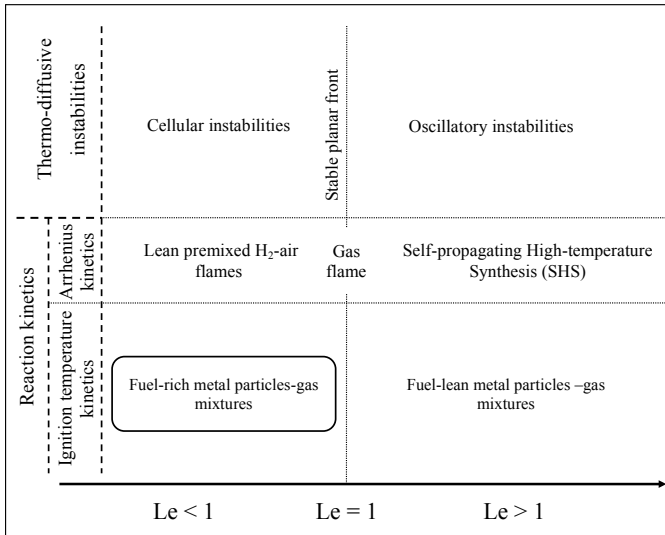 Thermo-diffusive
instabilities
Cellular instabilities
Stable planar front
Oscillatory instabilities
Reaction kinetics
Arrhenius
kinetics
Lean premixed H₂-air
flames
Gas
flame
Self-propagating High-temperature
Synthesis (SHS)
Ignition temperature
kinetics
Fuel-rich metal particles-gas
mixtures
Fuel-lean metal particles –gas
mixtures
Le < 1
Le = 1
Le > 1